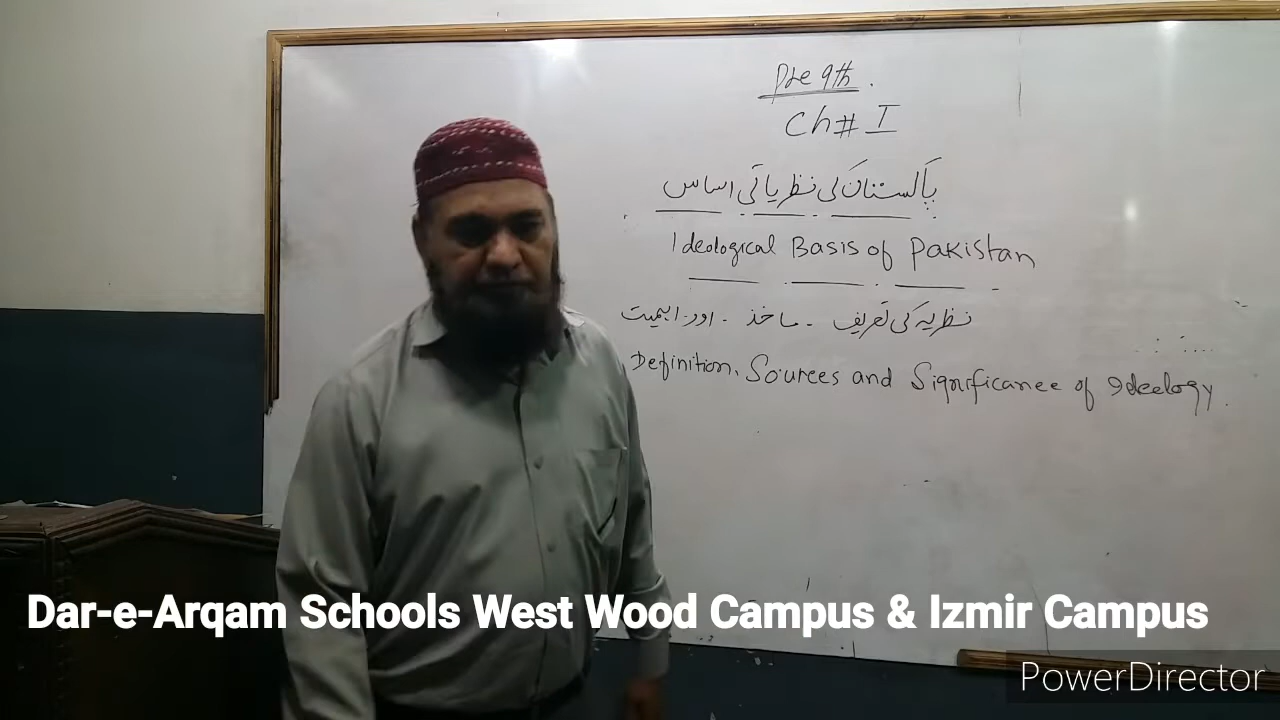 Pre 9th.
Ch# I
پاکستان کی نظریاتی اساس
Ideological Basis of Pakistan
نظریہ کی تعریف - ماخذ - اور اہمیت
Definition, Sources and Significance of Ideology.
Dar-e-Arqam Schools West Wood Campus & Izmir Campus
PowerDirector